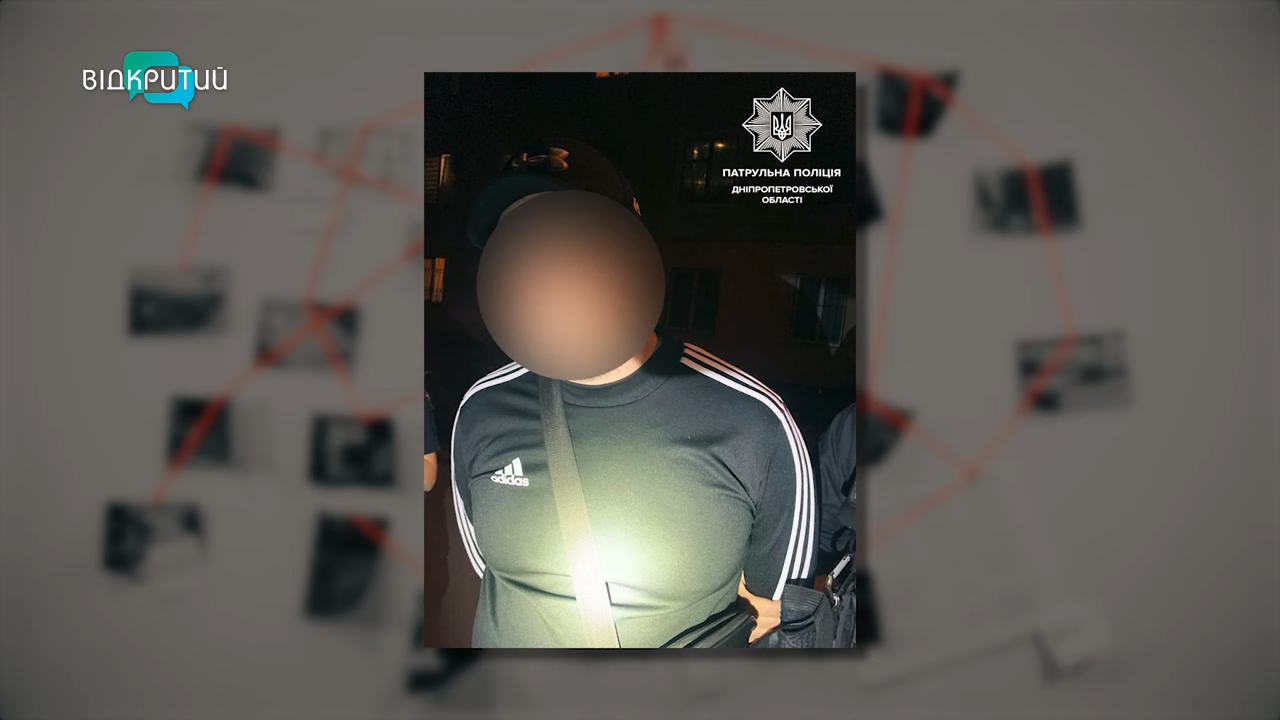 ВІДКРИТИЙ
ПАТРУЛЬНА ПОЛІЦІЯ
ДНІПРОПЕТРОВСЬКОЇ
ОБЛАСТІ
adidas